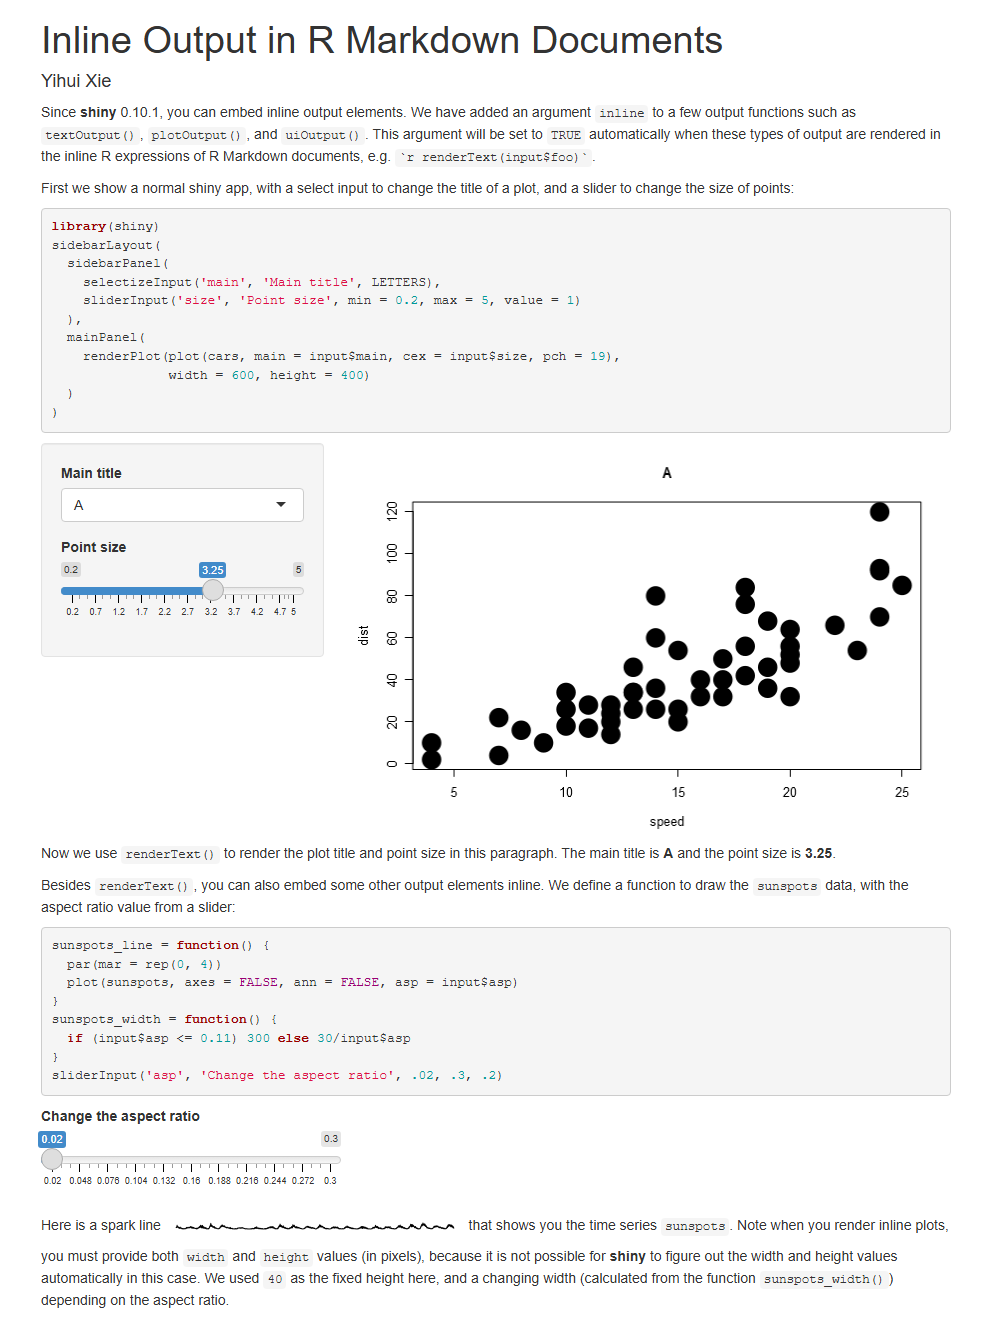 Inline Output in R Markdown Documents
Yihui Xie
Since shiny 0.10.1, you can embed inline output elements. We have added an argument inline to a few output functions such as
textOutput(), plotOutput(), and uiOutput(). This argument will be set to TRUE automatically when these types of output are rendered in
the inline R expressions of R Markdown documents, e.g. `r renderText(input$foo)`.
First we show a normal shiny app, with a select input to change the title of a plot, and a slider to change the size of points:
library(shiny)
sidebarLayout(
  sidebarPanel(
    selectizeInput('main', 'Main title', LETTERS),
    sliderInput('size', 'Point size', min = 0.2, max = 5, value = 1)
  ),
  mainPanel(
    renderPlot(plot(cars, main = input$main, cex = input$size, pch = 19),
               width = 600, height = 400)
  )
)
Main title
A
Point size
0.2 3.25 5
0.2 0.7 1.2 1.7 2.2 2.7 3.2 3.7 4.2 4.7 5
A
120
100
80
60
40
20
0
dist
5 10 15 20 25
speed
Now we use renderText() to render the plot title and point size in this paragraph. The main title is A and the point size is 3.25.
Besides renderText(), you can also embed some other output elements inline. We define a function to draw the sunspots data, with the
aspect ratio value from a slider:
sunspots_line = function() {
  par(mar = rep(0, 4))
  plot(sunspots, axes = FALSE, ann = FALSE, asp = input$asp)
}
sunspots_width = function() {
  if (input$asp <= 0.11) 300 else 30/input$asp
}
sliderInput('asp', 'Change the aspect ratio', .02, .3, .2)
Change the aspect ratio
0.02 0.3
0.02 0.048 0.076 0.104 0.132 0.16 0.188 0.216 0.244 0.272 0.3
Here is a spark line that shows you the time series sunspots. Note when you render inline plots,
you must provide both width and height values (in pixels), because it is not possible for shiny to figure out the width and height values
automatically in this case. We used 40 as the fixed height here, and a changing width (calculated from the function sunspots_width())
depending on the aspect ratio.